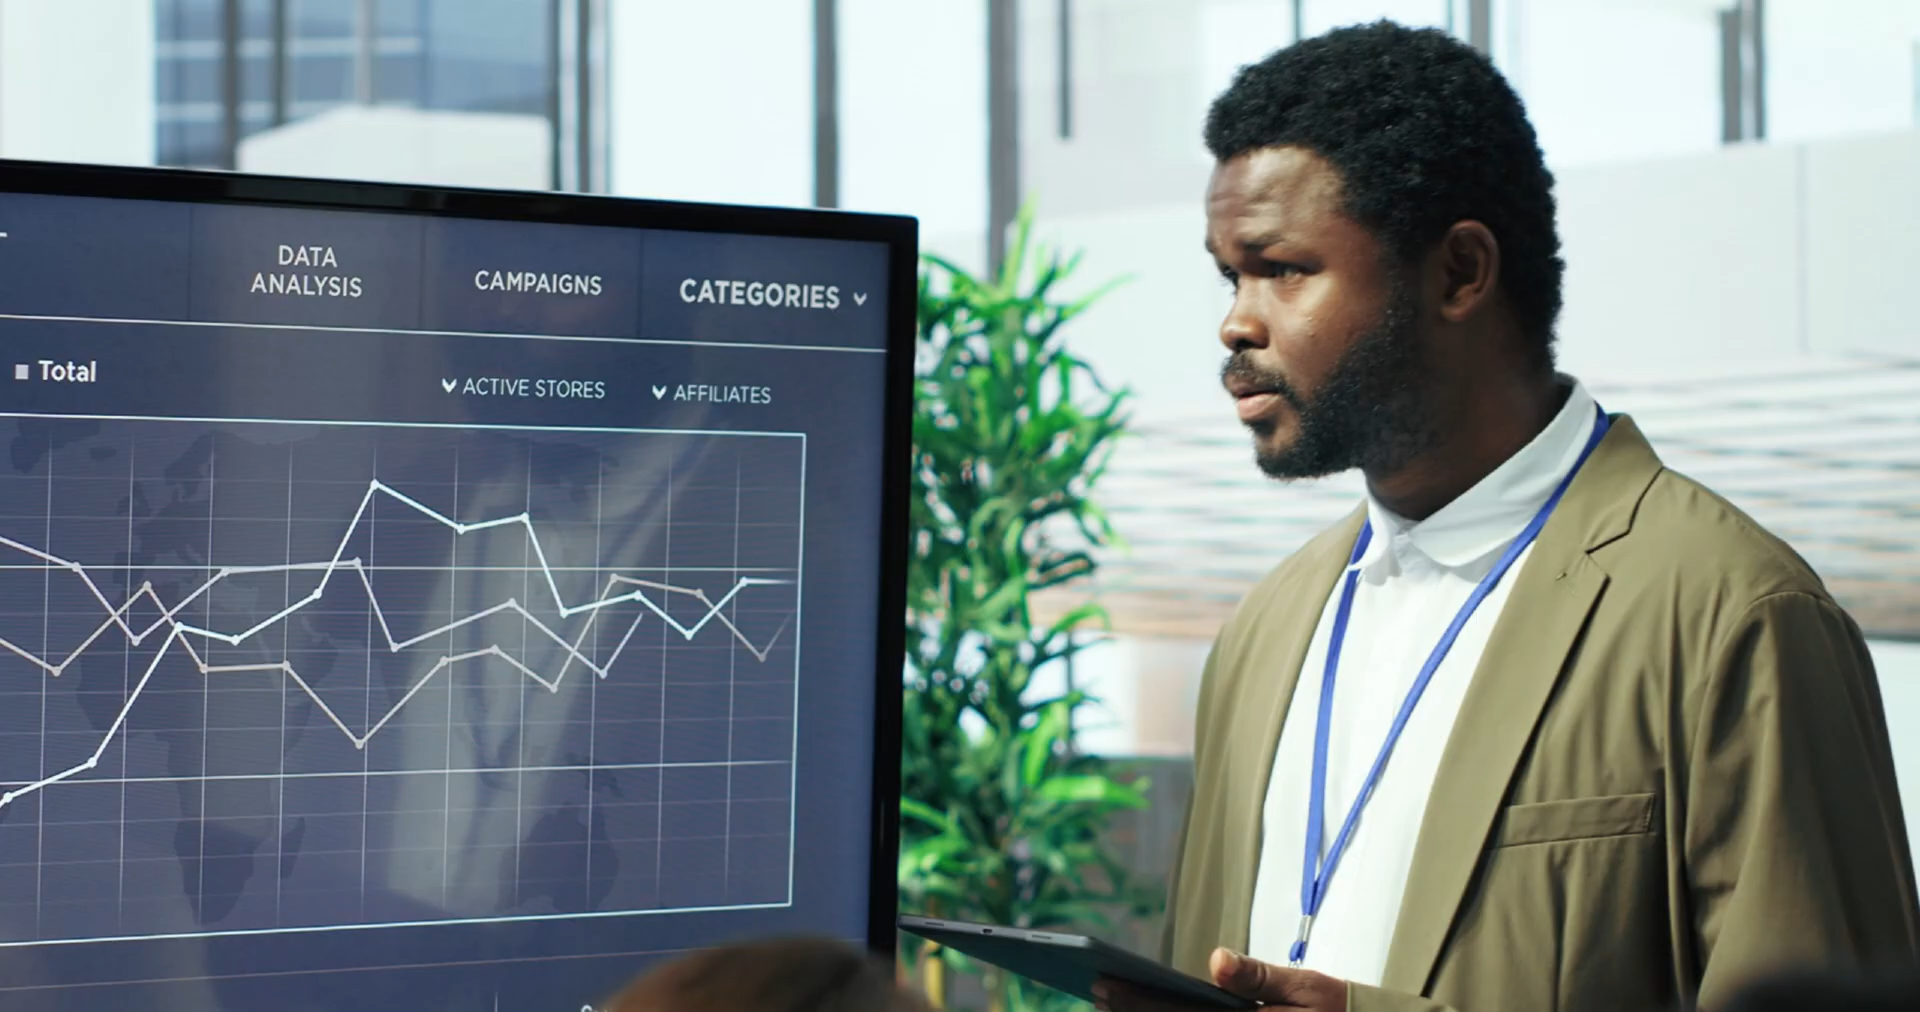 DATA
ANALYSIS
CAMPAIGNS
CATEGORIES
Total
ACTIVE STORES
AFFILIATES